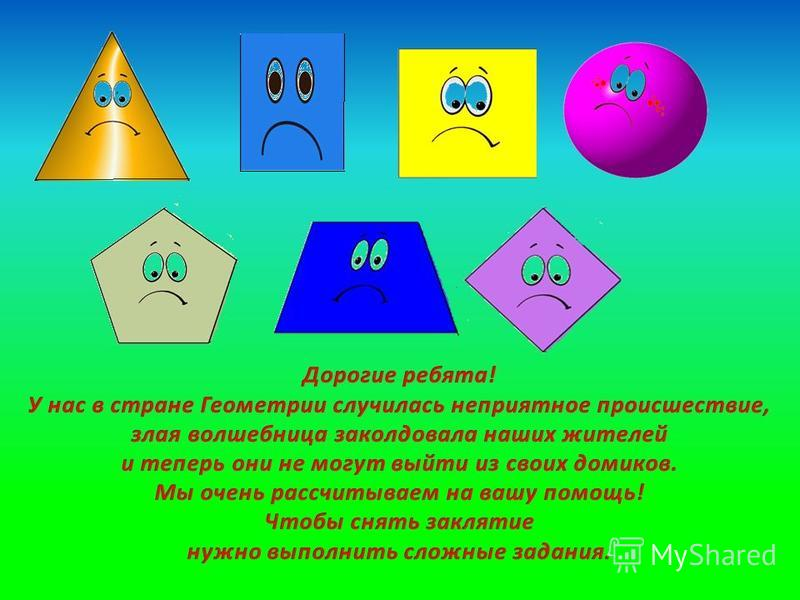 Дорогие ребята!
У нас в стране Геометрии случилась неприятное происшествие,
злая волшебница заколдовала наших жителей
и теперь они не могут выйти из своих домиков.
Мы очень рассчитываем на вашу помощь!
Чтобы снять заклятие
нужно выполнить сложные задания.
MyShared